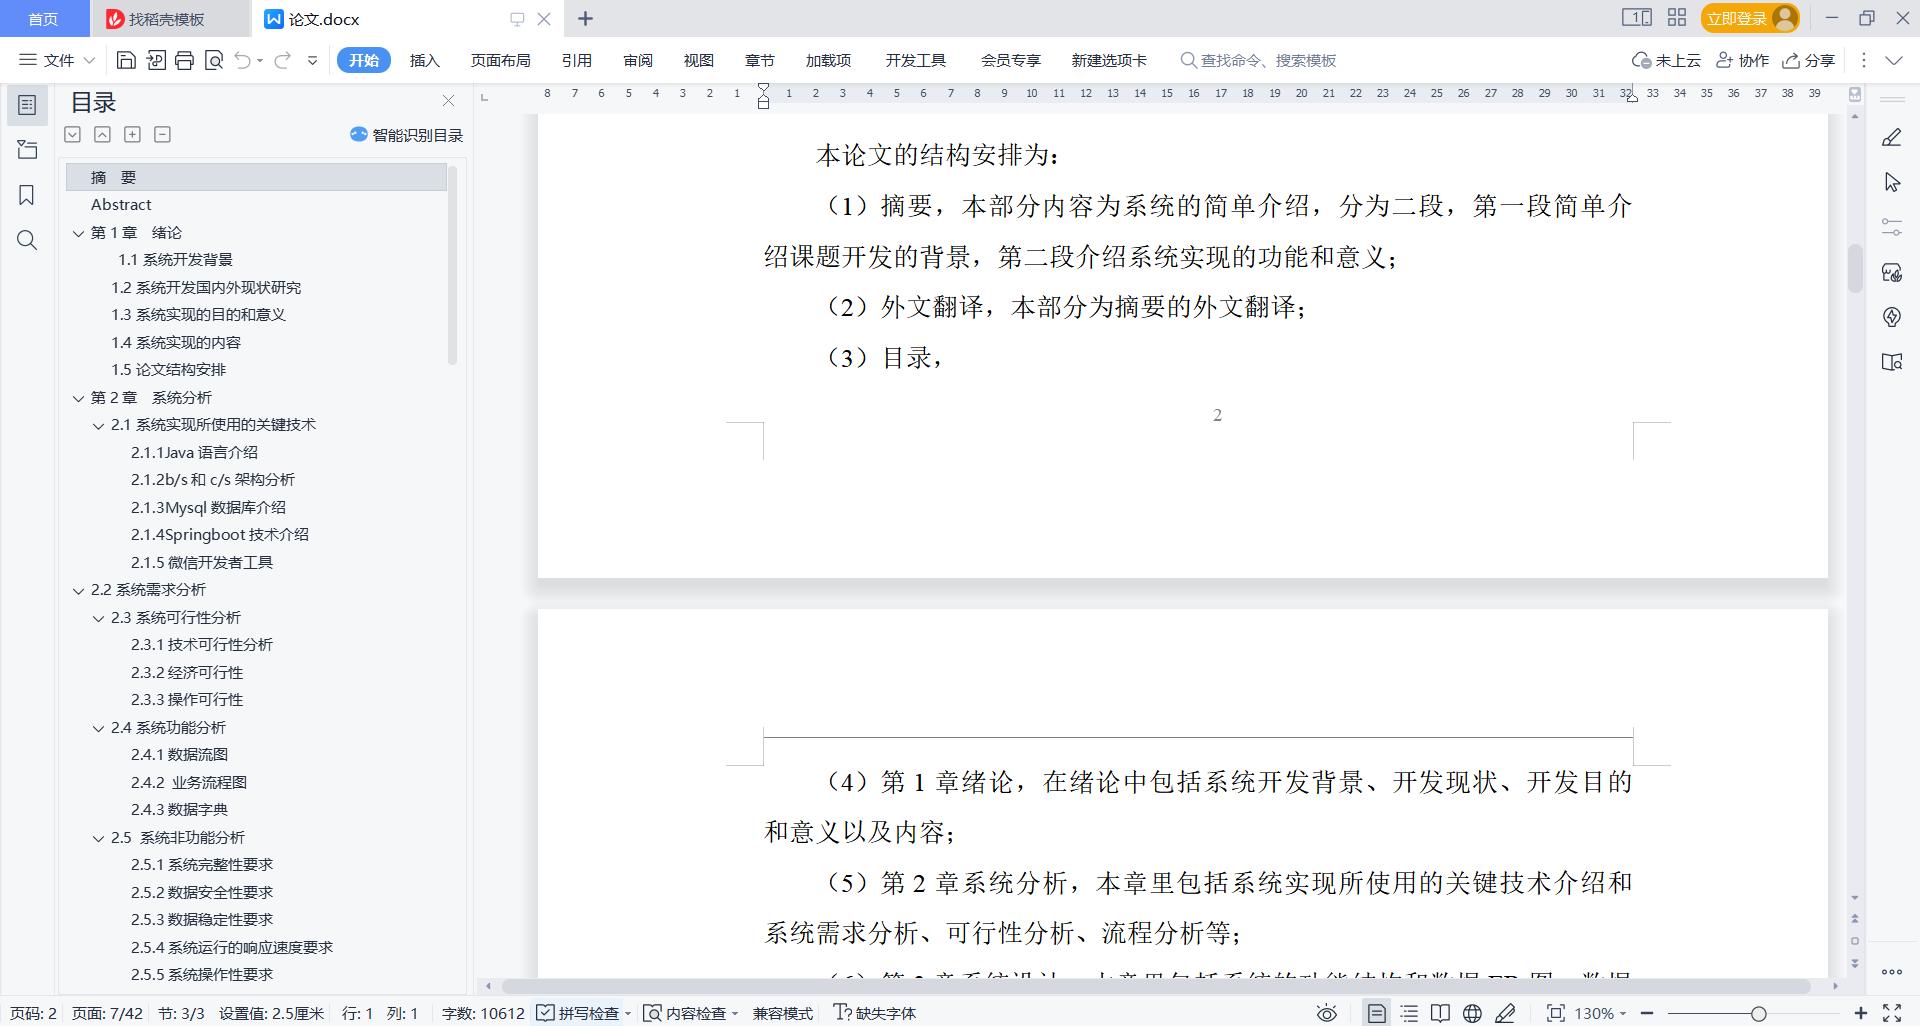 首页
找稻壳模板
论文.docx
立即登录
文件
开始
插入
页面布局
引用
审阅
视图
章节
加载项
开发工具
会员专享
新建选项卡
查找命令、搜索模板
未上云
协作
分享
目录
智能识别目录
摘 要
Abstract
第 1 章 绪论
1.1 系统开发背景
1.2 系统开发国内外现状研究
1.3 系统实现的目的和意义
1.4 系统实现的内容
1.5 论文结构安排
第 2 章 系统分析
2.1 系统实现所使用的关键技术
2.1.1Java 语言介绍
2.1.2b/s 和 c/s 架构分析
2.1.3Mysql 数据库介绍
2.1.4Springboot 技术介绍
2.1.5 微信开发者工具
2.2 系统需求分析
2.3 系统可行性分析
2.3.1 技术可行性分析
2.3.2 经济可行性
2.3.3 操作可行性
2.4 系统功能分析
2.4.1 数据流图
2.4.2 业务流程图
2.4.3 数据字典
2.5 系统非功能分析
2.5.1 系统完整性要求
2.5.2 数据安全性要求
2.5.3 数据稳定性要求
2.5.4 系统运行的响应速度要求
2.5.5 系统操作性要求
8 7 6 5 4 3 2 1 1 2 3 4 5 6 7 8 9 10 11 12 13 14 15 16 17 18 19 20 21 22 23 24 25 26 27 28 29 30 31 32 33 34 35 36 37 38 39
本论文的结构安排为：
（1）摘要，本部分内容为系统的简单介绍，分为二段，第一段简单介
绍课题开发的背景，第二段介绍系统实现的功能和意义；
（2）外文翻译，本部分为摘要的外文翻译；
（3）目录，
2
（4）第 1 章绪论，在绪论中包括系统开发背景、开发现状、开发目的
和意义以及内容；
（5）第 2 章系统分析，本章里包括系统实现所使用的关键技术介绍和
系统需求分析、可行性分析、流程分析等；
页码: 2
页面: 7/42
节: 3/3
设置值: 2.5厘米
行: 1
列: 1
字数: 10612
拼写检查
内容检查
兼容模式
缺失字体
130%